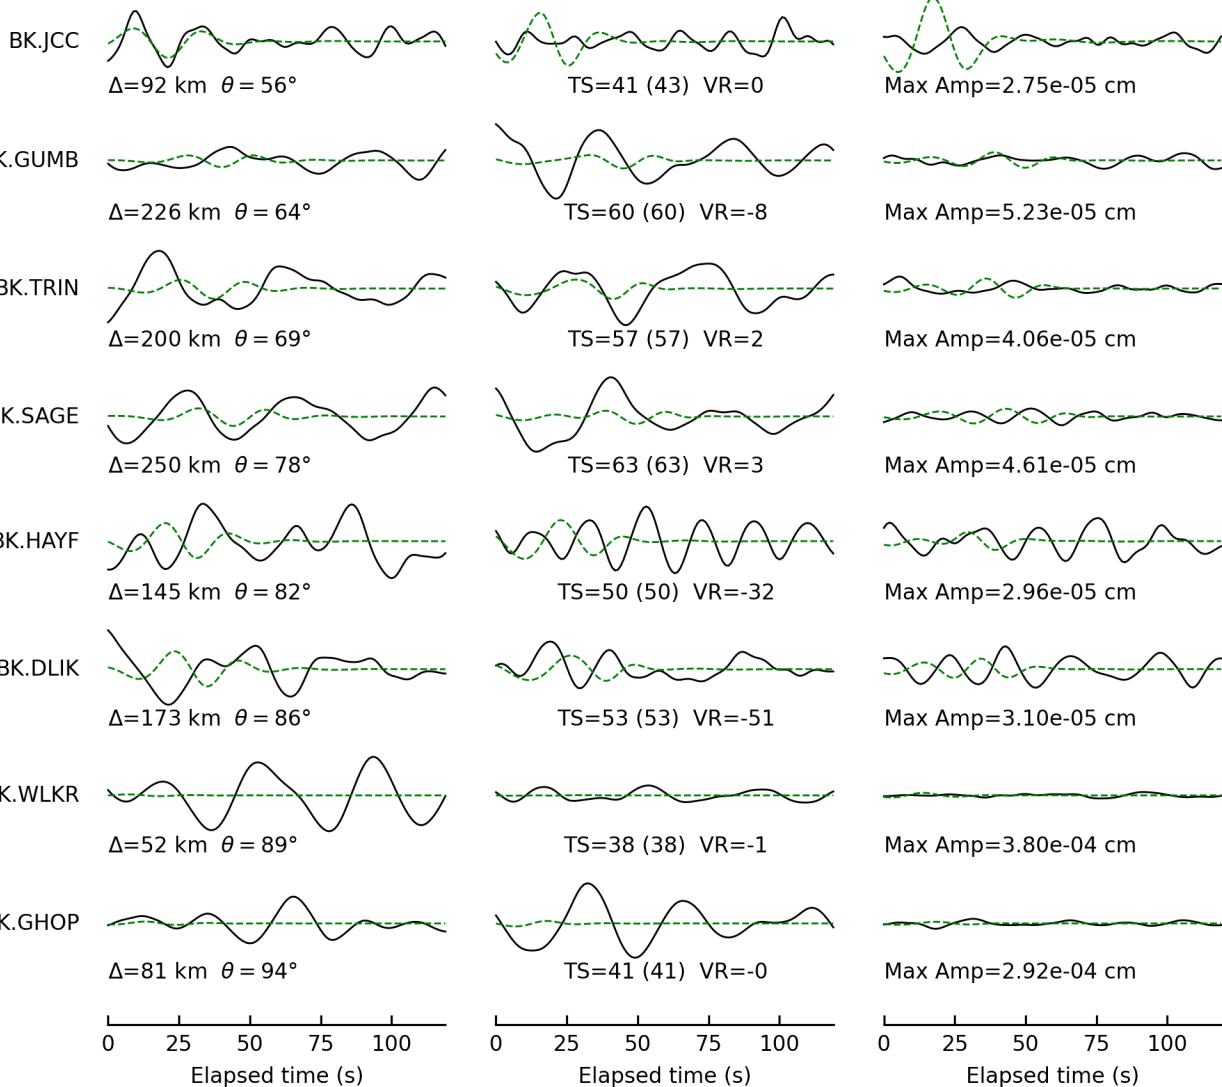 BK.JCC
Δ=92 km θ = 56° TS=41 (43) VR=0 Max Amp=2.75e-05 cm
K.GUMB
Δ=226 km θ = 64° TS=60 (60) VR=-8 Max Amp=5.23e-05 cm
BK.TRIN
Δ=200 km θ = 69° TS=57 (57) VR=2 Max Amp=4.06e-05 cm
K.SAGE
Δ=250 km θ = 78° TS=63 (63) VR=3 Max Amp=4.61e-05 cm
BK.HAYF
Δ=145 km θ = 82° TS=50 (50) VR=-32 Max Amp=2.96e-05 cm
BK.DLIK
Δ=173 km θ = 86° TS=53 (53) VR=-51 Max Amp=3.10e-05 cm
K.WLKR
Δ=52 km θ = 89° TS=38 (38) VR=-1 Max Amp=3.80e-04 cm
K.GHOP
Δ=81 km θ = 94° TS=41 (41) VR=-0 Max Amp=2.92e-04 cm
0 25 50 75 100 0 25 50 75 100 0 25 50 75 100
Elapsed time (s) Elapsed time (s) Elapsed time (s)